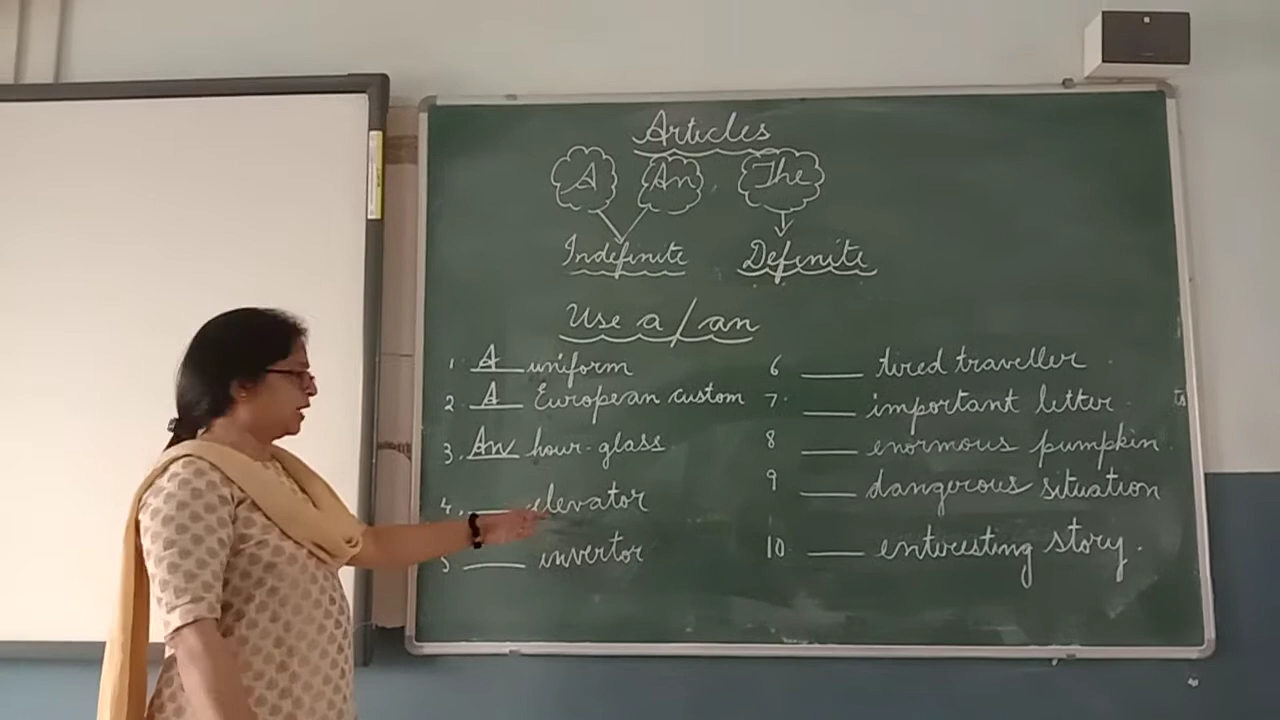 Articles
A An The
Indefinite Definite
Use a/an
1. A uniform
2. A European custom
3. An hour-glass
4. ___ elevator
5 ___ invertor
6 ___ tired traveller
7. ___ important letter.
8 ___ enormous pumpkin.
9 ___ dangerous situation
10. ___ enteresting story.